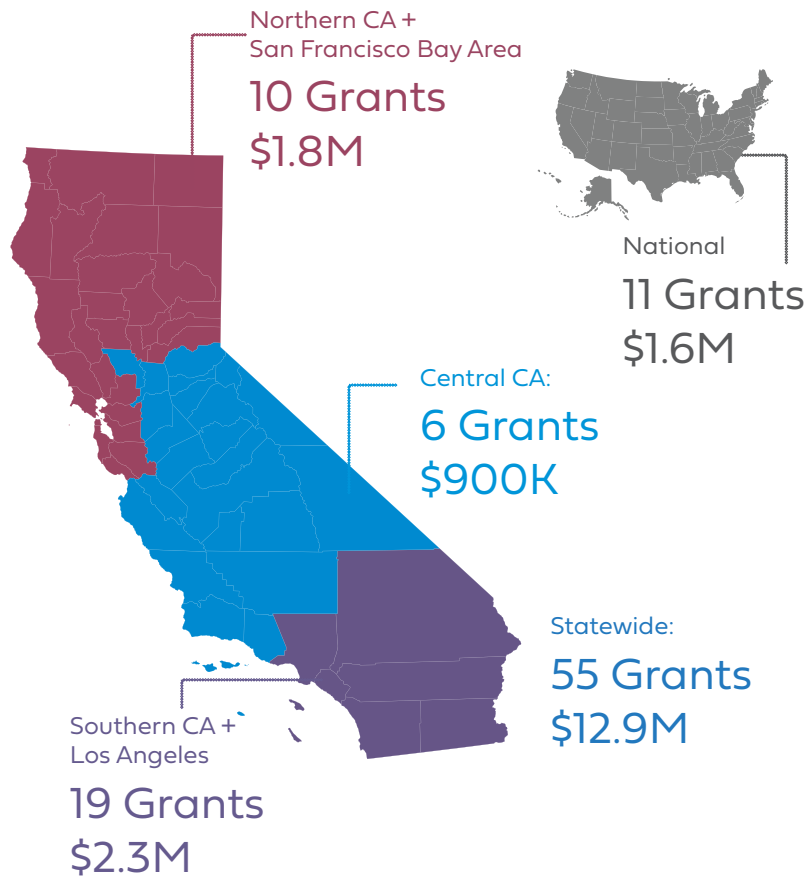 Northern CA +
San Francisco Bay Area
10 Grants
$1.8M
National
11 Grants
$1.6M
Central CA:
6 Grants
$900K
Statewide:
55 Grants
$12.9M
Southern CA +
Los Angeles
19 Grants
$2.3M